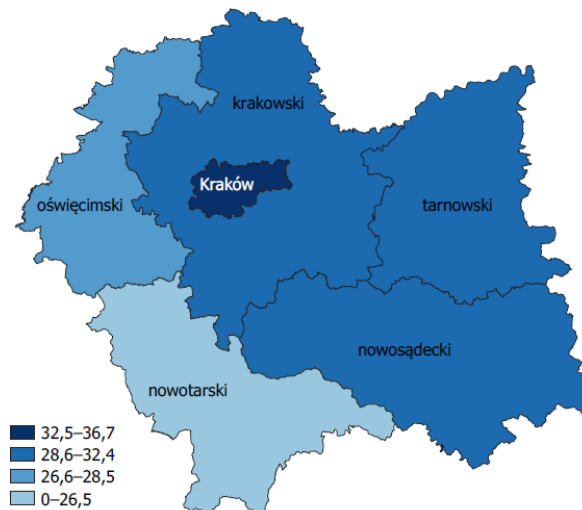 krakowski
Kraków
oświęcimski
tarnowski
nowosądecki
nowotarski
32,5–36,7
28,6–32,4
26,6–28,5
0–26,5